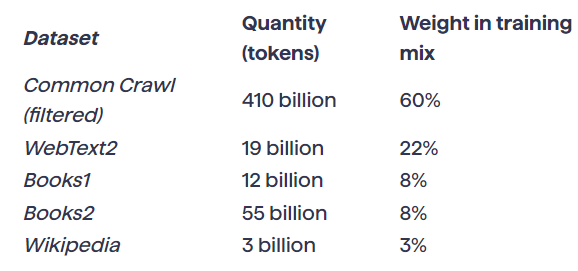 Dataset Quantity (tokens) Weight in training mix
Common Crawl (filtered) 410 billion 60%
WebText2 19 billion 22%
Books1 12 billion 8%
Books2 55 billion 8%
Wikipedia 3 billion 3%